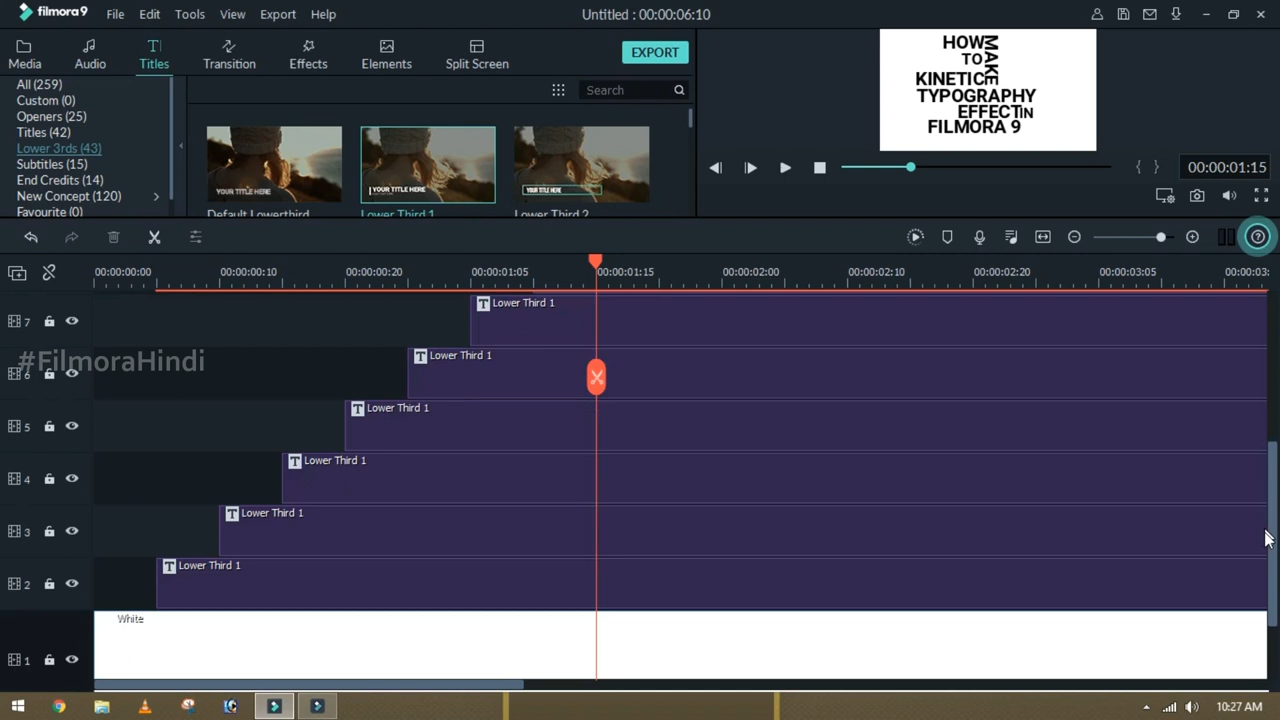 filmora9 File Edit Tools View Export Help Untitled : 00:00:06:10
Media Audio Titles Transition Effects Elements Split Screen EXPORT
All (259)
Custom (0)
Openers (25)
Titles (42)
Lower 3rds (43)
Subtitles (15)
End Credits (14)
New Concept (120)
Favourite (0)
Search
YOUR TITLE HERE YOUR TITLE HERE YOUR TITLE HERE
Default Lowerthird Lower Third 1 Lower Third 2
HOW
MAKE
TO
KINETIC
TYPOGRAPHY
EFFECT IN
FILMORA 9
00:00:01:15
00:00:00:00 00:00:00:10 00:00:00:20 00:00:01:05 00:00:01:15 00:00:02:00 00:00:02:10 00:00:02:20 00:00:03:05 00:00:03:
7 Lower Third 1
#FilmoraHindi
6 Lower Third 1
5 Lower Third 1
4 Lower Third 1
3 Lower Third 1
2 Lower Third 1
White
1
10:27 AM